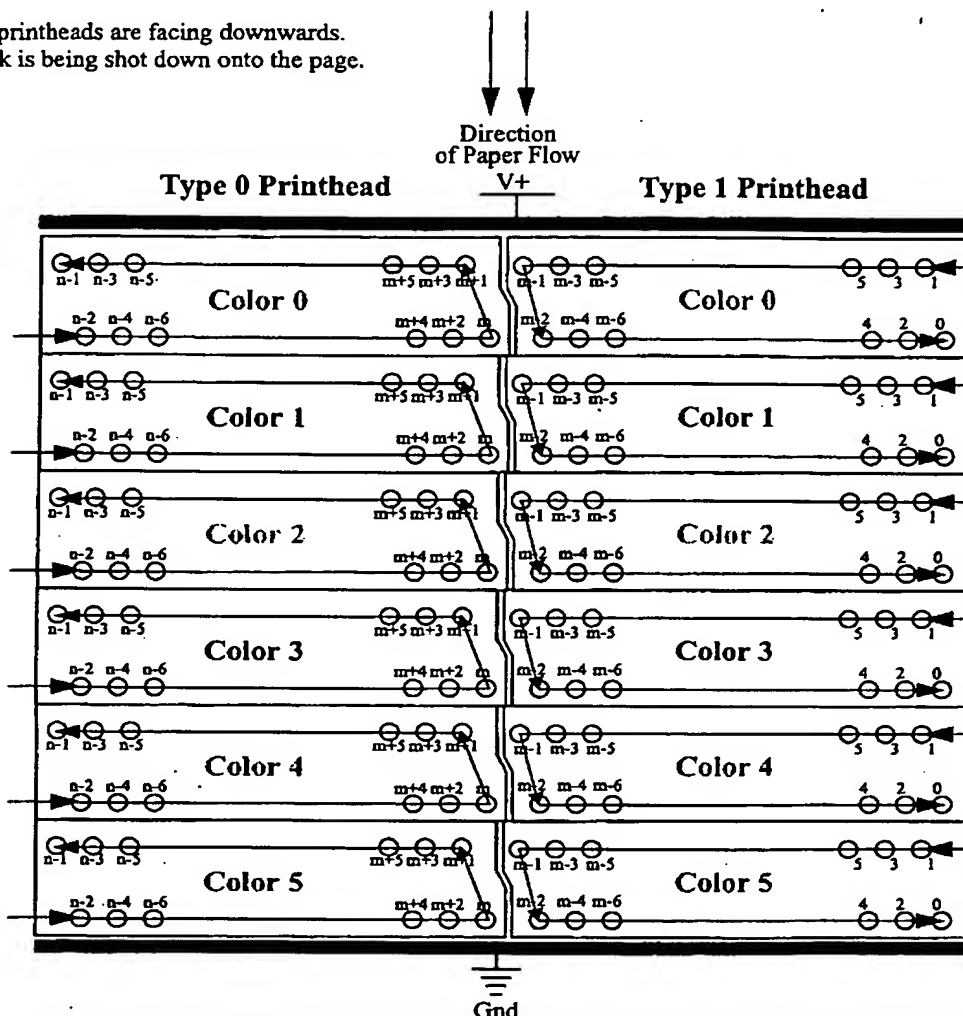 printheads are facing downwards.
k is being shot down onto the page.
Direction
of Paper Flow
V+
Type 0 Printhead
Type 1 Printhead
n-1 n-3 n-5
m+5 m+3 m+1
m-1 m-3 m-5
5 3 1
Color 0
Color 0
n-2 n-4 n-6
m+4 m+2 m
m-2 m-4 m-6
4 2 0
n-1 n-3 n-5
m+5 m+3 m+1
m-1 m-3 m-5
5 3 1
Color 1
Color 1
n-2 n-4 n-6
m+4 m+2 m
m-2 m-4 m-6
4 2 0
n-1 n-3 n-5
m+5 m+3 m+1
m-1 m-3 m-5
5 3 1
Color 2
Color 2
n-2 n-4 n-6
m+4 m+2 m
m-2 m-4 m-6
4 2 0
n-1 n-3 n-5
m+5 m+3 m+1
m-1 m-3 m-5
5 3 1
Color 3
Color 3
n-2 n-4 n-6
m+4 m+2 m
m-2 m-4 m-6
4 2 0
n-1 n-3 n-5
m+5 m+3 m+1
m-1 m-3 m-5
5 3 1
Color 4
Color 4
n-2 n-4 n-6
m+4 m+2 m
m-2 m-4 m-6
4 2 0
n-1 n-3 n-5
m+5 m+3 m+1
m-1 m-3 m-5
5 3 1
Color 5
Color 5
n-2 n-4 n-6
m+4 m+2 m
m-2 m-4 m-6
4 2 0
Gnd